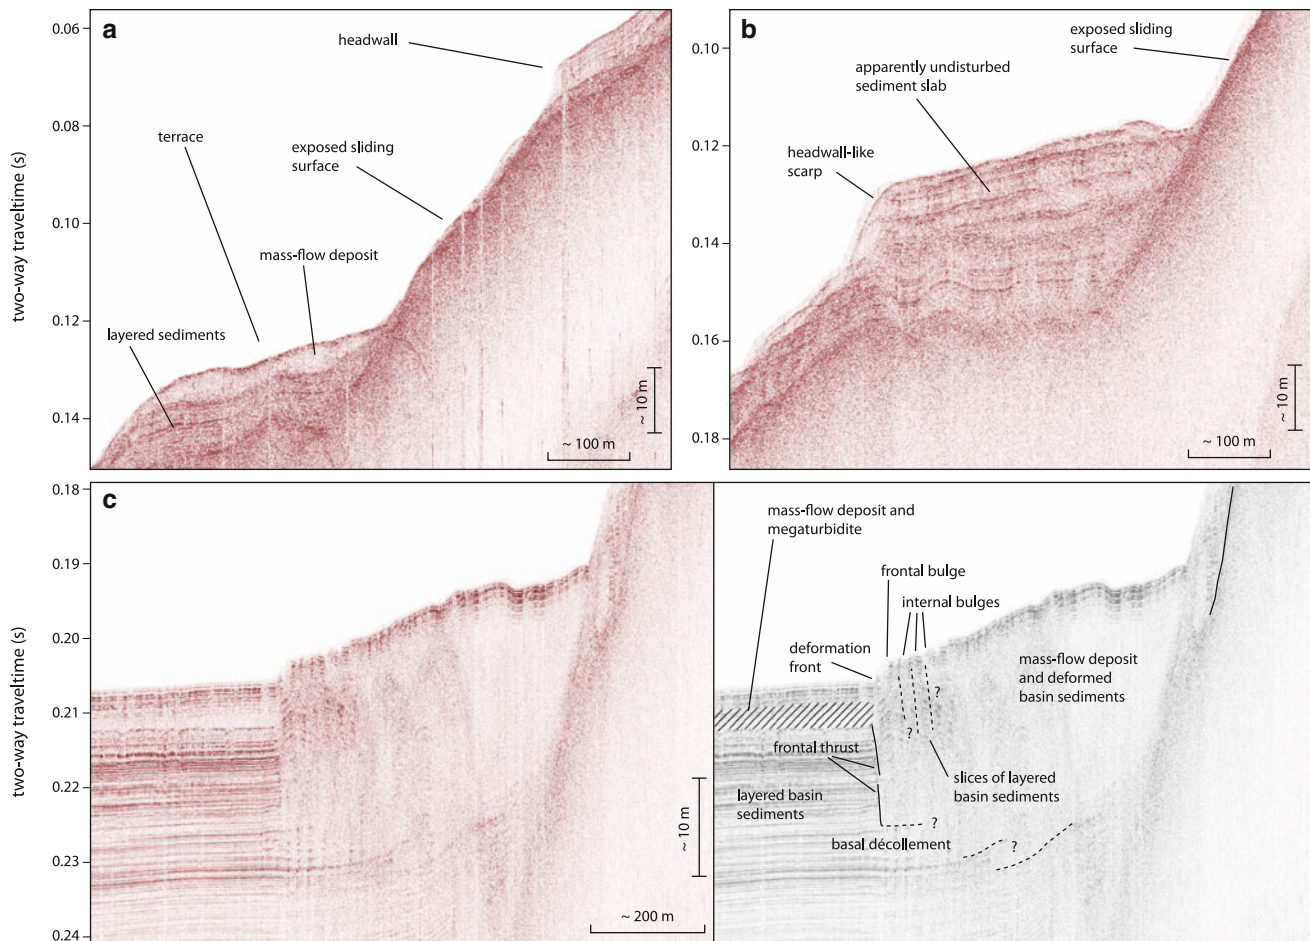 a
0.06
0.08
0.10
0.12
0.14
two-way traveltime (s)
headwall
terrace
exposed sliding
surface
mass-flow deposit
layered sediments
~ 10 m
~ 100 m
b
0.10
0.12
0.14
0.16
0.18
exposed sliding
surface
apparently undisturbed
sediment slab
headwall-like
scarp
~ 10 m
~ 100 m
c
0.18
0.19
0.20
0.21
0.22
0.23
0.24
two-way traveltime (s)
~ 10 m
~ 200 m
mass-flow deposit and
megaturbidite
frontal bulge
internal bulges
deformation
front
mass-flow deposit
and deformed
basin sediments
?
?
frontal thrust
slices of layered
basin sediments
layered basin
sediments
?
basal décollement
?